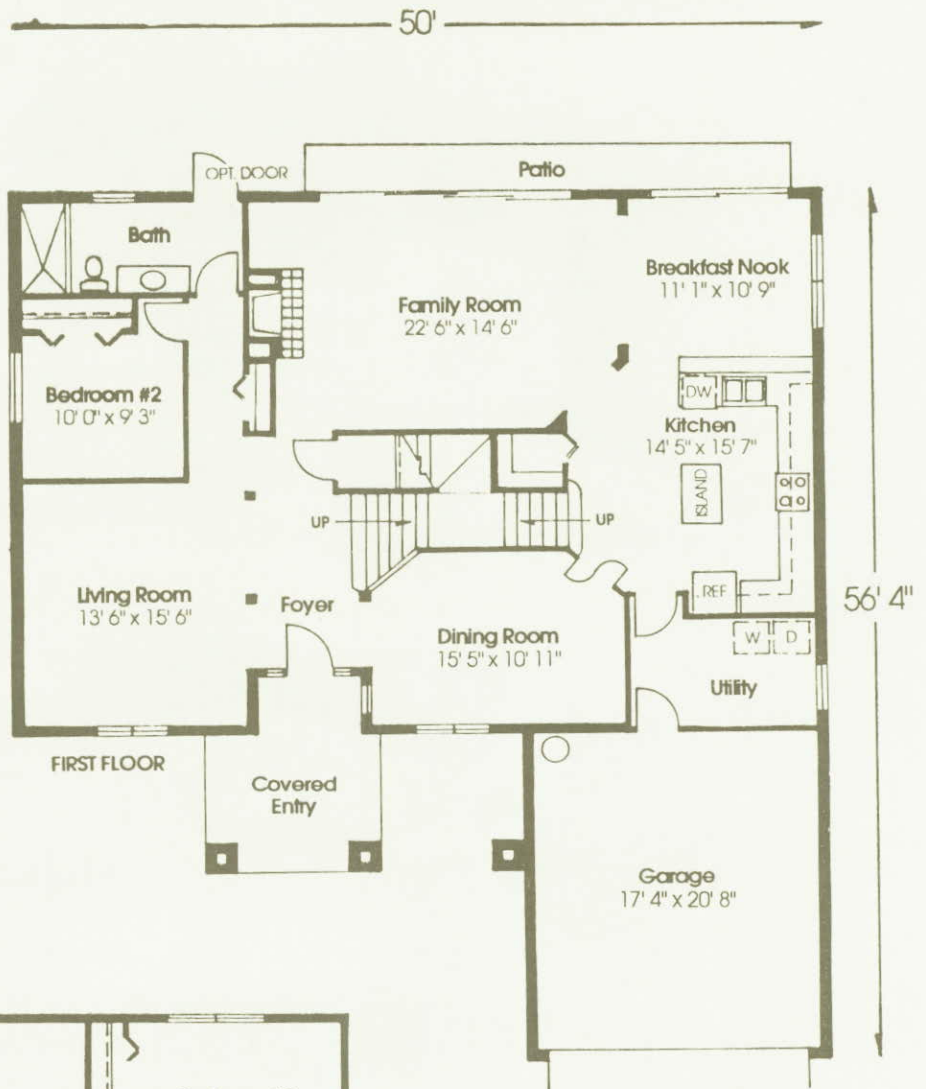 50'
OPT. DOOR
Patio
Bath
Breakfast Nook
11' 1" x 10' 9"
Family Room
22' 6" x 14' 6"
Bedroom #2
10' 0" x 9' 3"
DW
Kitchen
14' 5" x 15' 7"
ISLAND
UP
UP
Living Room
13' 6" x 15' 6"
Foyer
REF
56' 4"
Dining Room
15' 5" x 10' 11"
W
D
Utility
FIRST FLOOR
Covered
Entry
Garage
17' 4" x 20' 8"